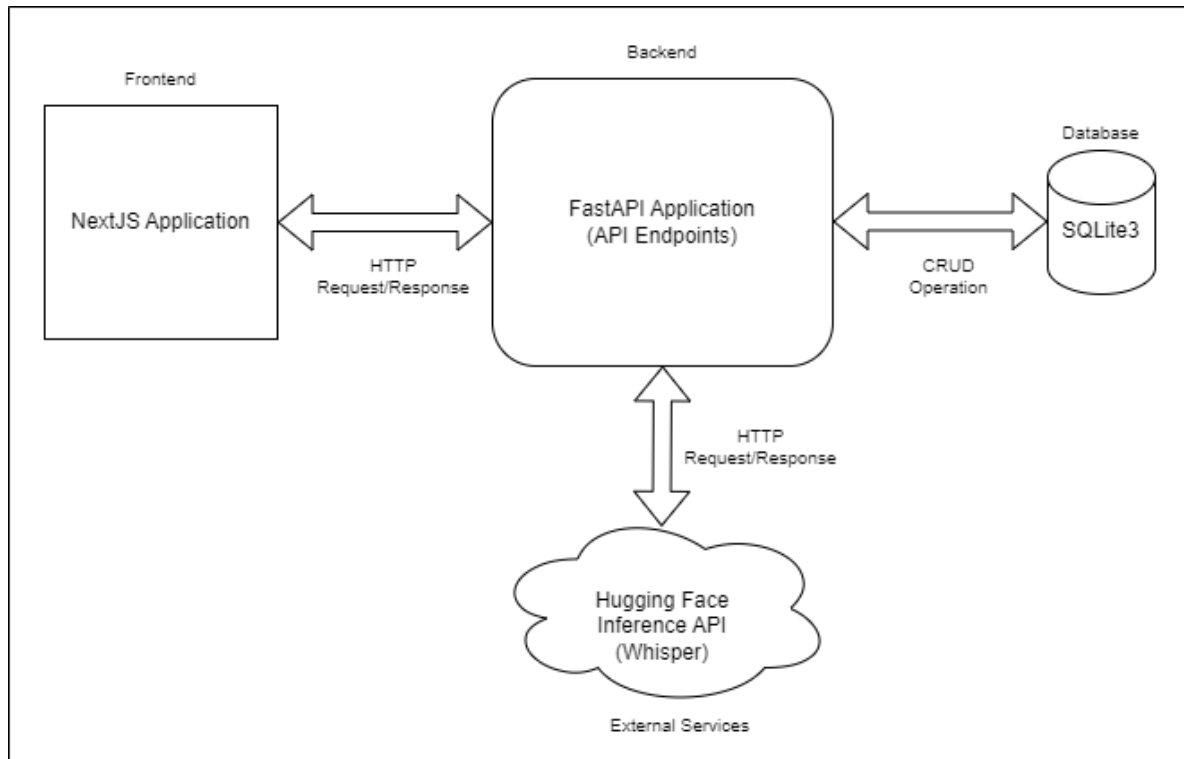 Backend
Frontend
Database
NextJS Application
FastAPI Application
(API Endpoints)
SQLite3
HTTP
Request/Response
CRUD
Operation
HTTP
Request/Response
Hugging Face
Inference API
(Whisper)
External Services